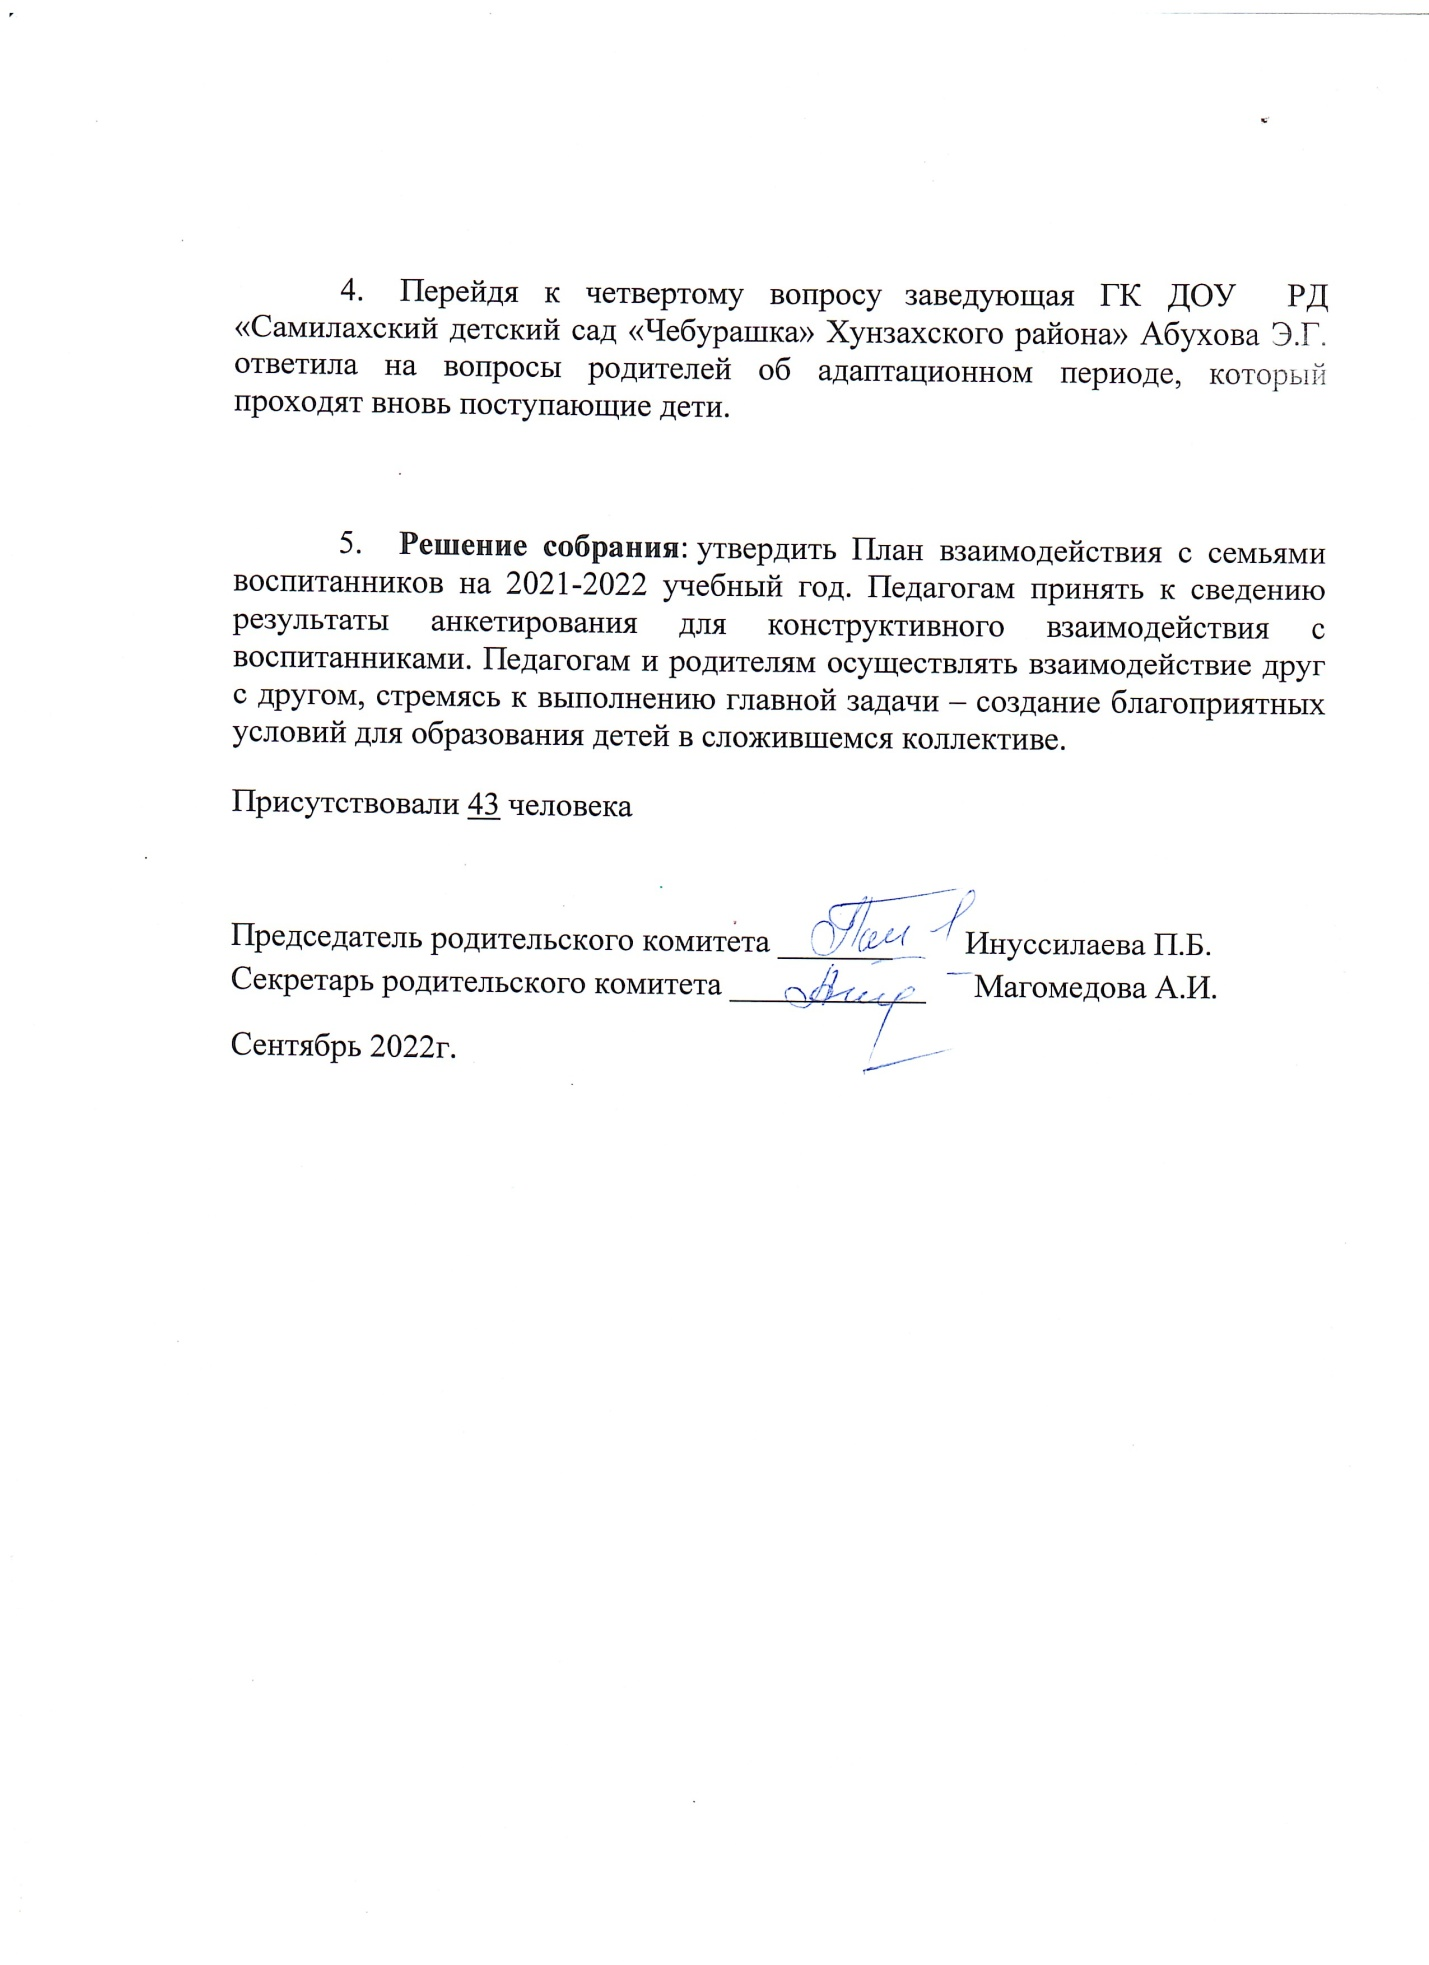 4. Перейдя к четвертому вопросу заведующая ГК ДОУ РД
«Самилахский детский сад «Чебурашка» Хунзахского района» Абухова Э.Г.
ответила на вопросы родителей об адаптационном периоде, который
проходят вновь поступающие дети.
5. Решение собрания: утвердить План взаимодействия с семьями
воспитанников на 2021-2022 учебный год. Педагогам принять к сведению
результаты анкетирования для конструктивного взаимодействия с
воспитанниками. Педагогам и родителям осуществлять взаимодействие друг
с другом, стремясь к выполнению главной задачи – создание благоприятных
условий для образования детей в сложившемся коллективе.
Присутствовали 43 человека
Председатель родительского комитета _______ Инуссилаева П.Б.
Секретарь родительского комитета ____________ Магомедова А.И.
Сентябрь 2022г.